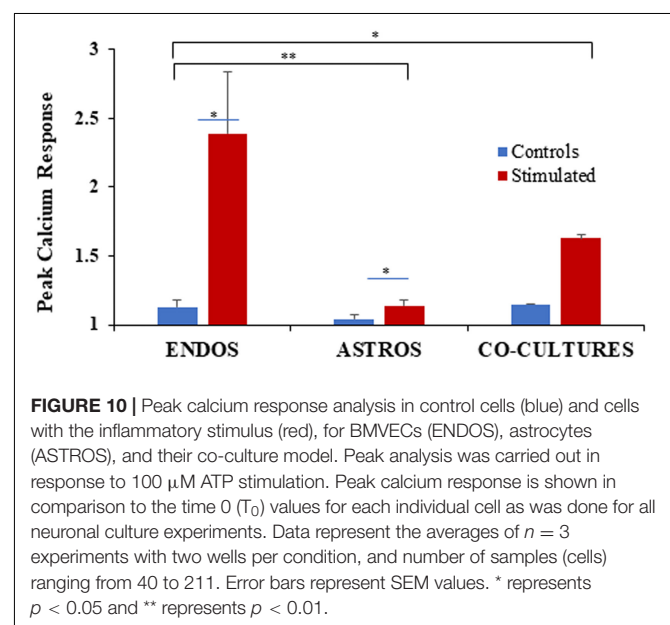 3
*
**
2.5
*
Controls
Stimulated
2
Peak Calcium Response
1.5
*
1
ENDOS ASTROS CO-CULTURES
FIGURE 10 | Peak calcium response analysis in control cells (blue) and cells
with the inflammatory stimulus (red), for BMVECs (ENDOS), astrocytes
(ASTROS), and their co-culture model. Peak analysis was carried out in
response to 100 μM ATP stimulation. Peak calcium response is shown in
comparison to the time 0 (T₀) values for each individual cell as was done for all
neuronal culture experiments. Data represent the averages of n = 3
experiments with two wells per condition, and number of samples (cells)
ranging from 40 to 211. Error bars represent SEM values. * represents
p < 0.05 and ** represents p < 0.01.